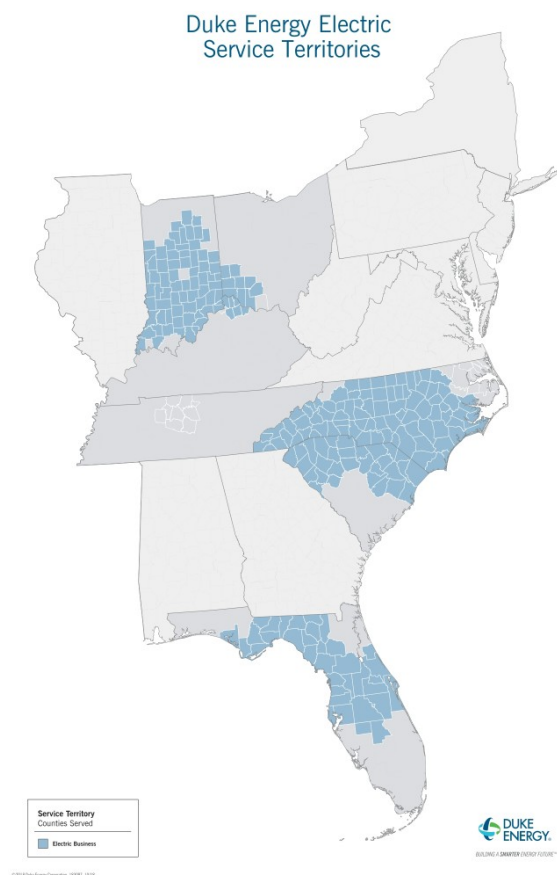 Duke Energy Electric
Service Territories
Service Territory
Counties Served
Electric Business
DUKE
ENERGY®
BUILDING A SMARTER ENERGY FUTURE℠